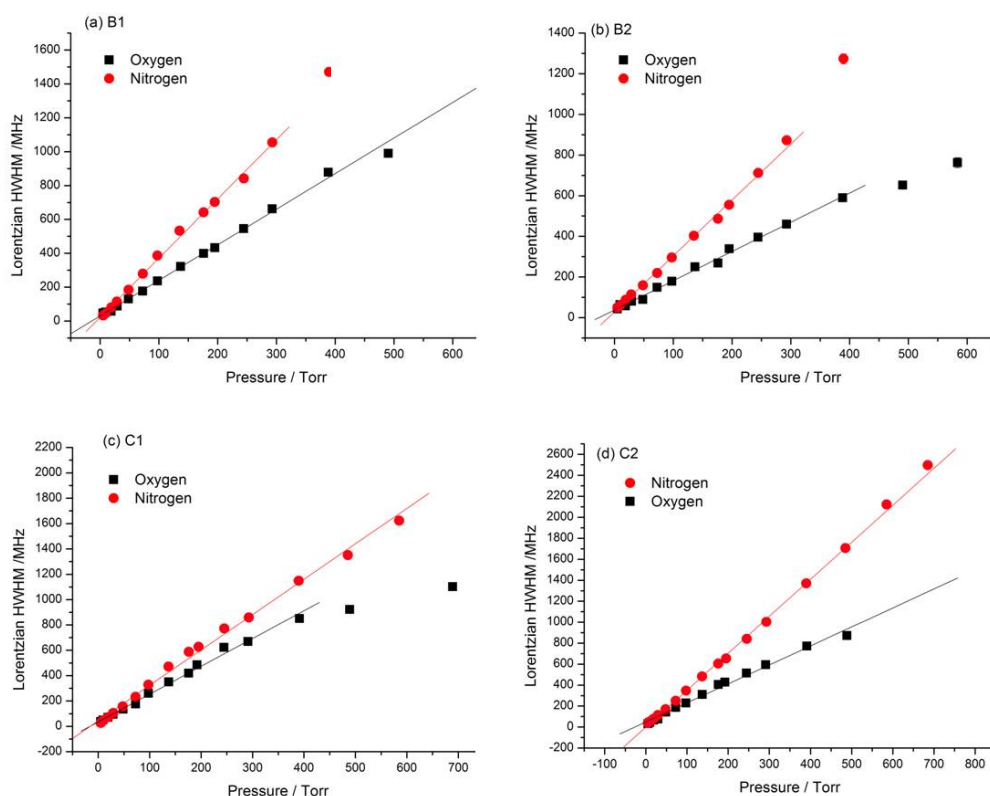 (a) B1
Oxygen
Nitrogen
1600
1400
1200
1000
800
600
400
200
0
Lorentzian HWHM /MHz
0 100 200 300 400 500 600
Pressure / Torr
(b) B2
Oxygen
Nitrogen
1400
1200
1000
800
600
400
200
0
Lorentzian HWHM /MHz
0 100 200 300 400 500 600
Pressure / Torr
(c) C1
Oxygen
Nitrogen
2200
2000
1800
1600
1400
1200
1000
800
600
400
200
0
-200
Lorentzian HWHM /MHz
0 100 200 300 400 500 600 700
Pressure / Torr
(d) C2
Nitrogen
Oxygen
2600
2400
2200
2000
1800
1600
1400
1200
1000
800
600
400
200
0
-200
Lorentzian HWHM /MHz
-100 0 100 200 300 400 500 600 700 800
Pressure / Torr